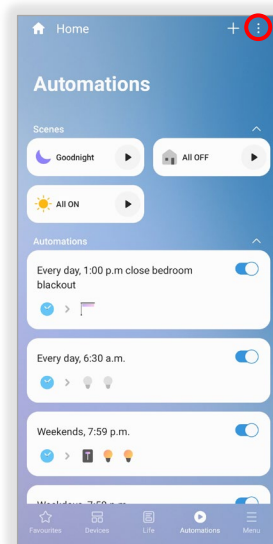 Home
Automations
Scenes
Goodnight
All OFF
All ON
Automations
Every day, 1:00 p.m close bedroom
blackout
Every day, 6:30 a.m.
Weekends, 7:59 p.m.
Favourites
Devices
Life
Automations
Menu